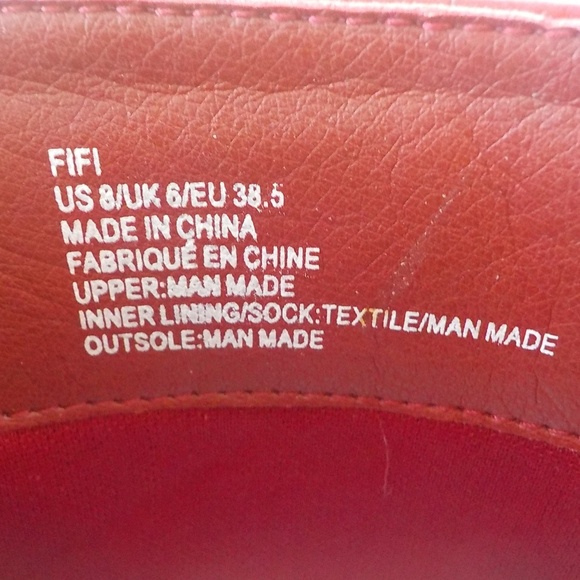 FIFI
US 8/UK 6/EU 38.5
MADE IN CHINA
FABRIQUÉ EN CHINE
UPPER:MAN MADE
INNER LINING/SOCK:TEXTILE/MAN MADE
OUTSOLE:MAN MADE